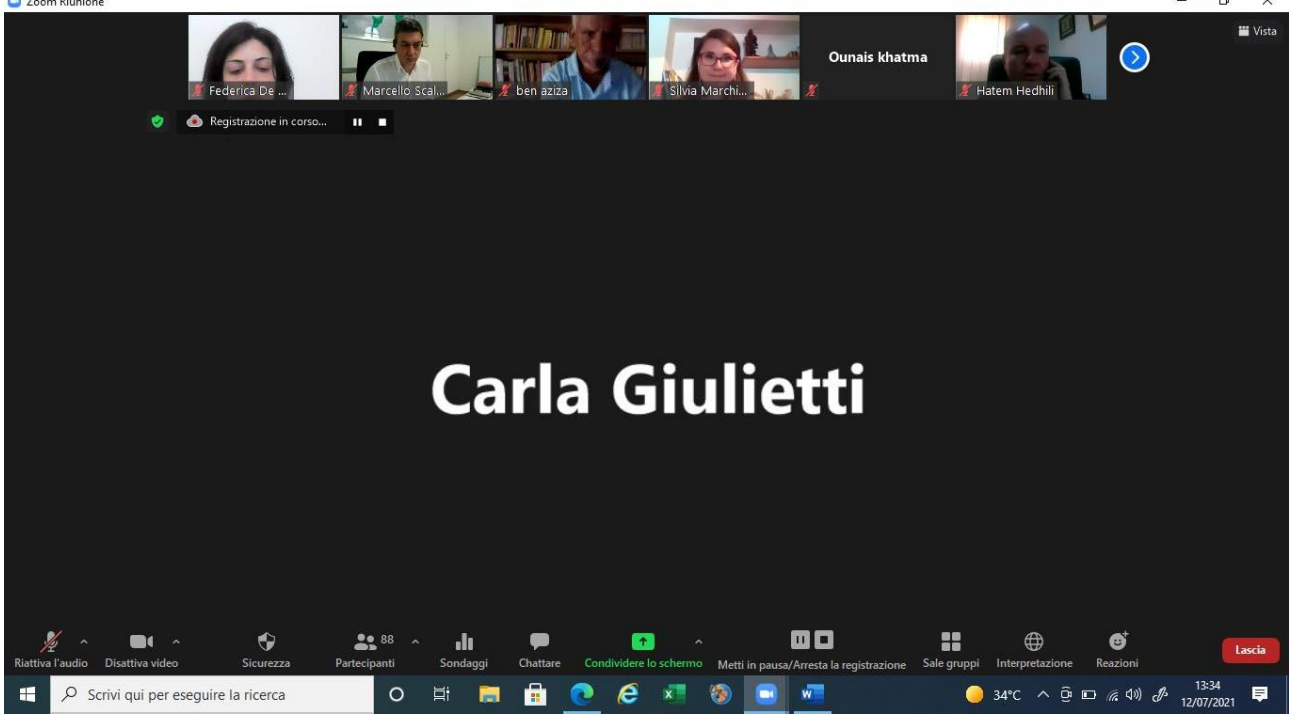 Zoom Riunione
Vista
Federica De ...
Marcello Scal...
ben aziza
Silvia Marchi...
Ounais khatma
Hatem Hedhili
Registrazione in corso...
Carla Giulietti
88
Riattiva l'audio Disattiva video Sicurezza Partecipanti Sondaggi Chattare Condividere lo schermo Metti in pausa/Arresta la registrazione Sale gruppi Interpretazione Reazioni Lascia
Scrivi qui per eseguire la ricerca 34°C 13:34
12/07/2021